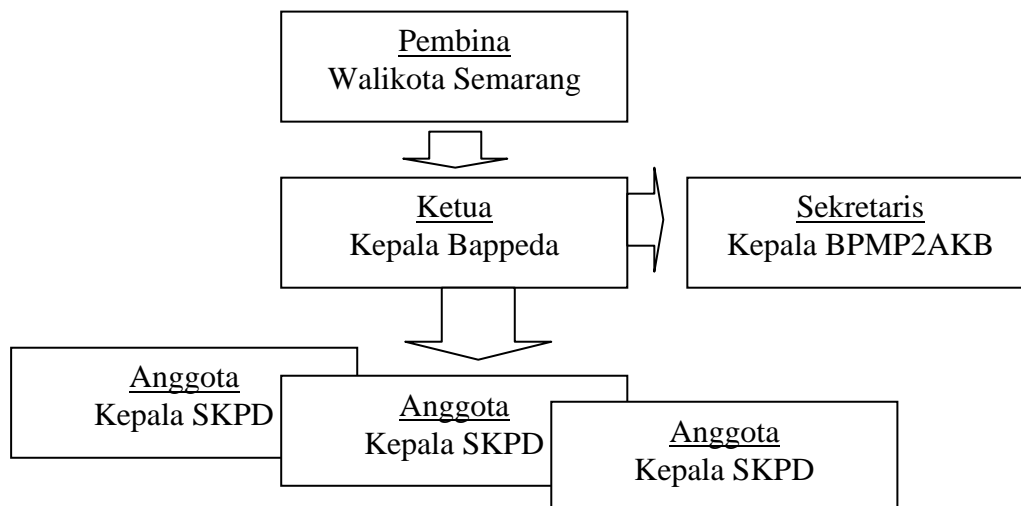 Pembina
Walikota Semarang
Ketua
Kepala Bappeda
Sekretaris
Kepala BPMP2AKB
Anggota
Kepala SKPD
Anggota
Kepala SKPD
Anggota
Kepala SKPD